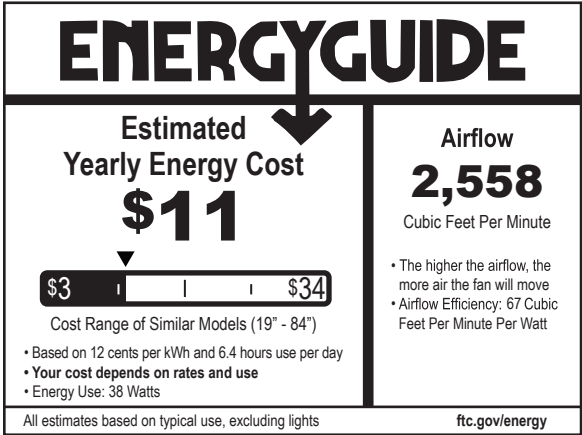 ENERGYGUIDE
Estimated
Yearly Energy Cost
$11
$3 $34
Cost Range of Similar Models (19” - 84”)
• Based on 12 cents per kWh and 6.4 hours use per day
• Your cost depends on rates and use
• Energy Use: 38 Watts
Airflow
2,558
Cubic Feet Per Minute
• The higher the airflow, the
more air the fan will move
• Airflow Efficiency: 67 Cubic
Feet Per Minute Per Watt
All estimates based on typical use, excluding lights
ftc.gov/energy